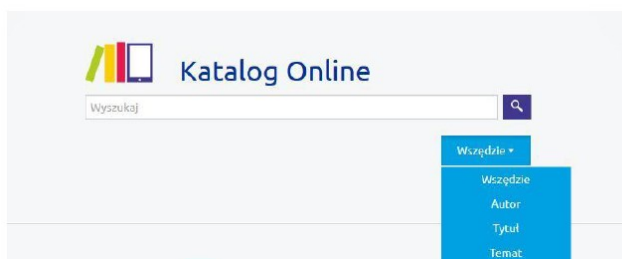 Katalog Online
Wyszukaj
Wszędzie
Wszędzie
Autor
Tytuł
Temat